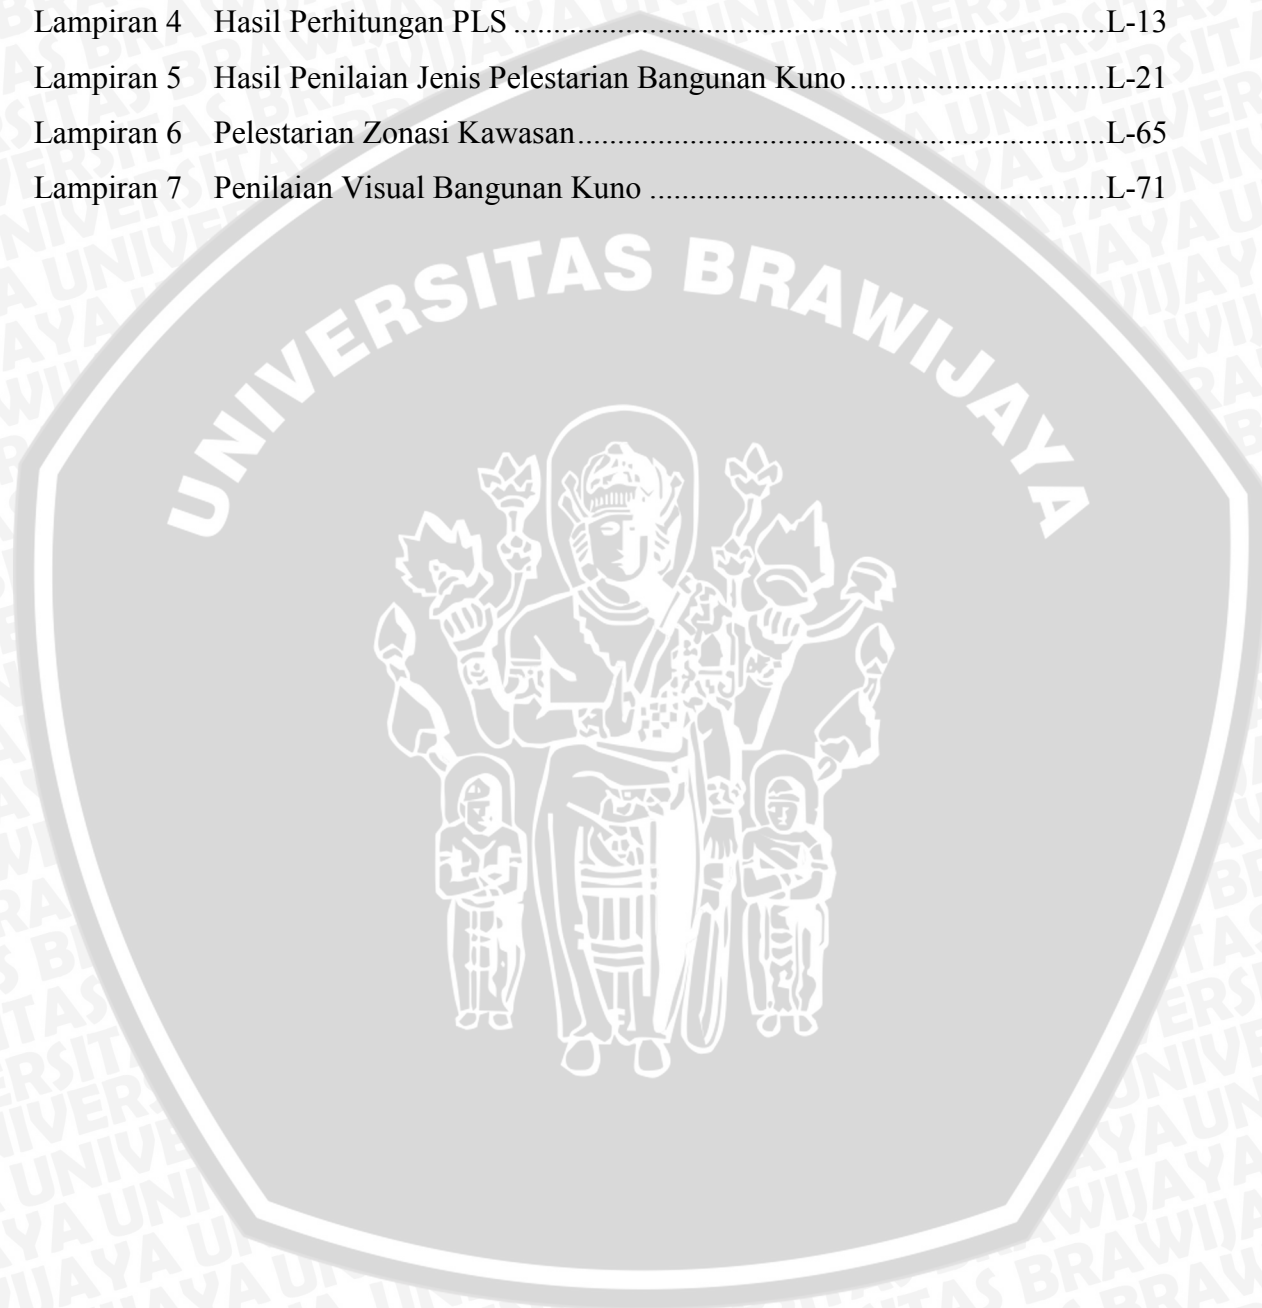 Lampiran 4 Hasil Perhitungan PLS ..........................................................................L-13
Lampiran 5 Hasil Penilaian Jenis Pelestarian Bangunan Kuno ................................L-21
Lampiran 6 Pelestarian Zonasi Kawasan..................................................................L-65
Lampiran 7 Penilaian Visual Bangunan Kuno .........................................................L-71
UNIVERSITAS BRAWIJAYA